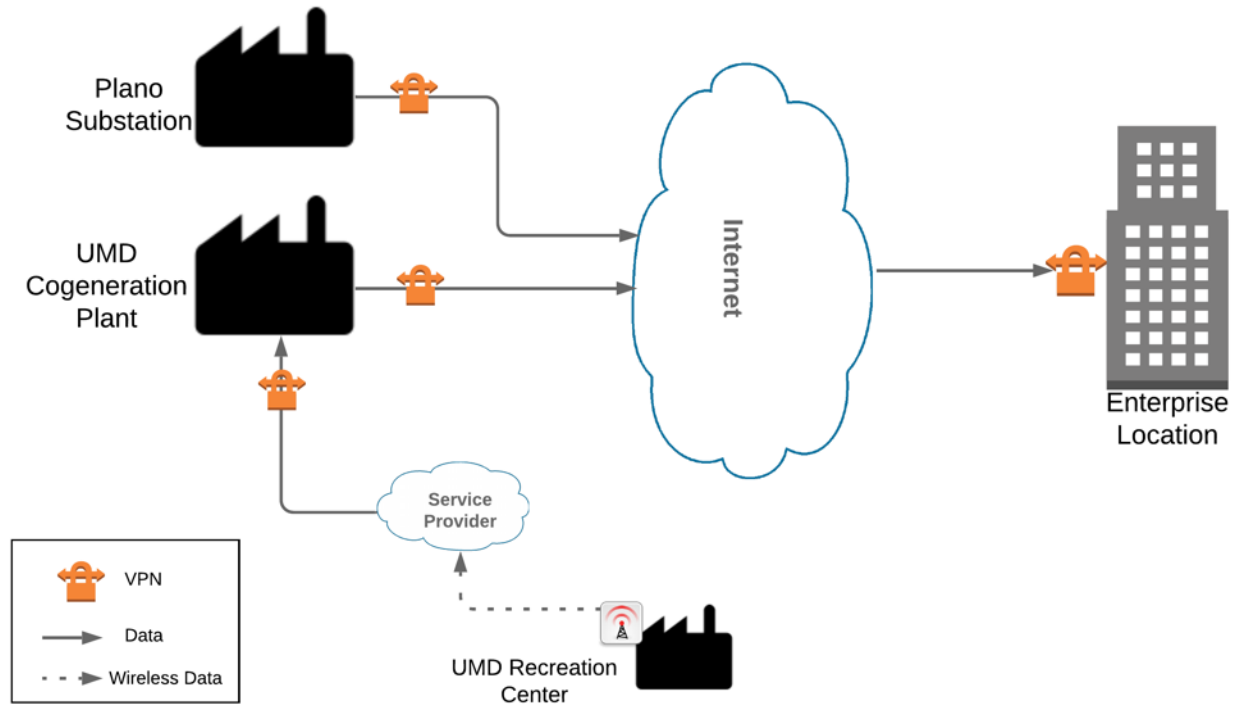 Plano
Substation
UMD
Cogeneration
Plant
Internet
Enterprise
Location
Service
Provider
UMD Recreation
Center
VPN
Data
Wireless Data